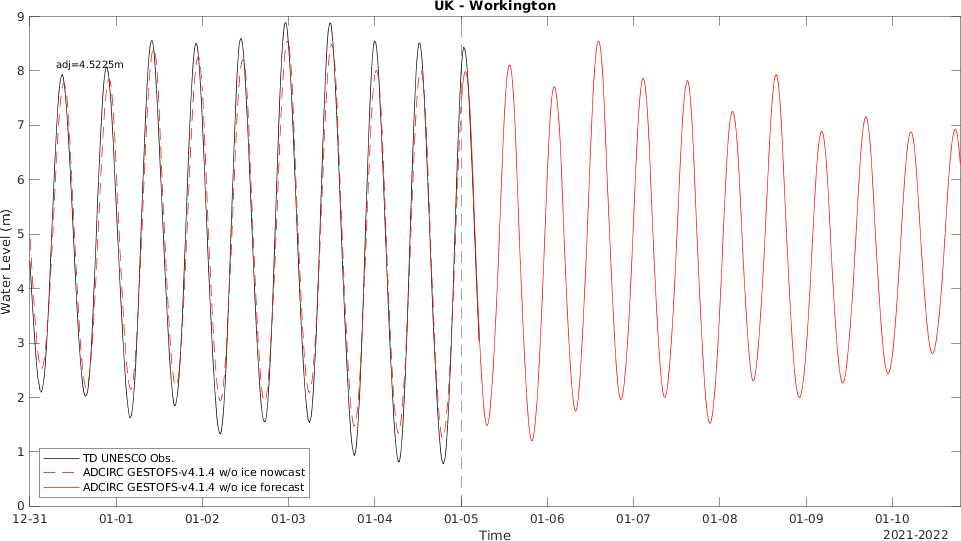 UK - Workington
9
adj=4.5225m
8
7
6
5
4
3
2
1
0
Water Level (m)
TD UNESCO Obs.
ADCIRC GESTOFS-v4.1.4 w/o ice nowcast
ADCIRC GESTOFS-v4.1.4 w/o ice forecast
12-31 01-01 01-02 01-03 01-04 01-05 01-06 01-07 01-08 01-09 01-10
Time
2021-2022